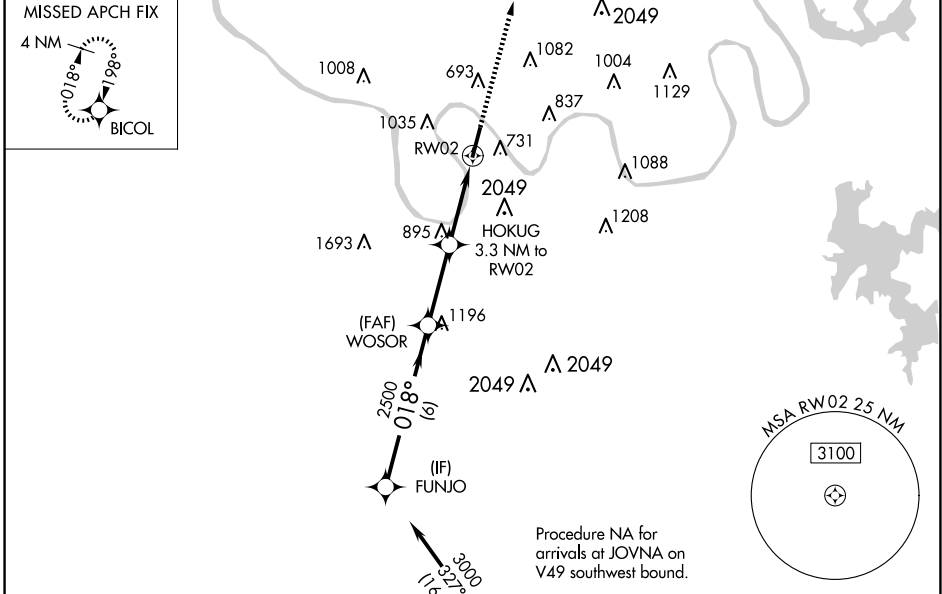 MISSED APCH FIX
4 NM
018°
198°
BICOL
2049
1082
1008
693
1004
1129
837
1035
RW02
731
1088
2049
1208
895
HOKUG
3.3 NM to
RW02
1693
1196
(FAF)
WOSOR
2049
2049
2500
018°
(6)
(IF)
FUNJO
MSA RW02 25 NM
3100
Procedure NA for
arrivals at JOVNA on
V49 southwest bound.
3000
327°